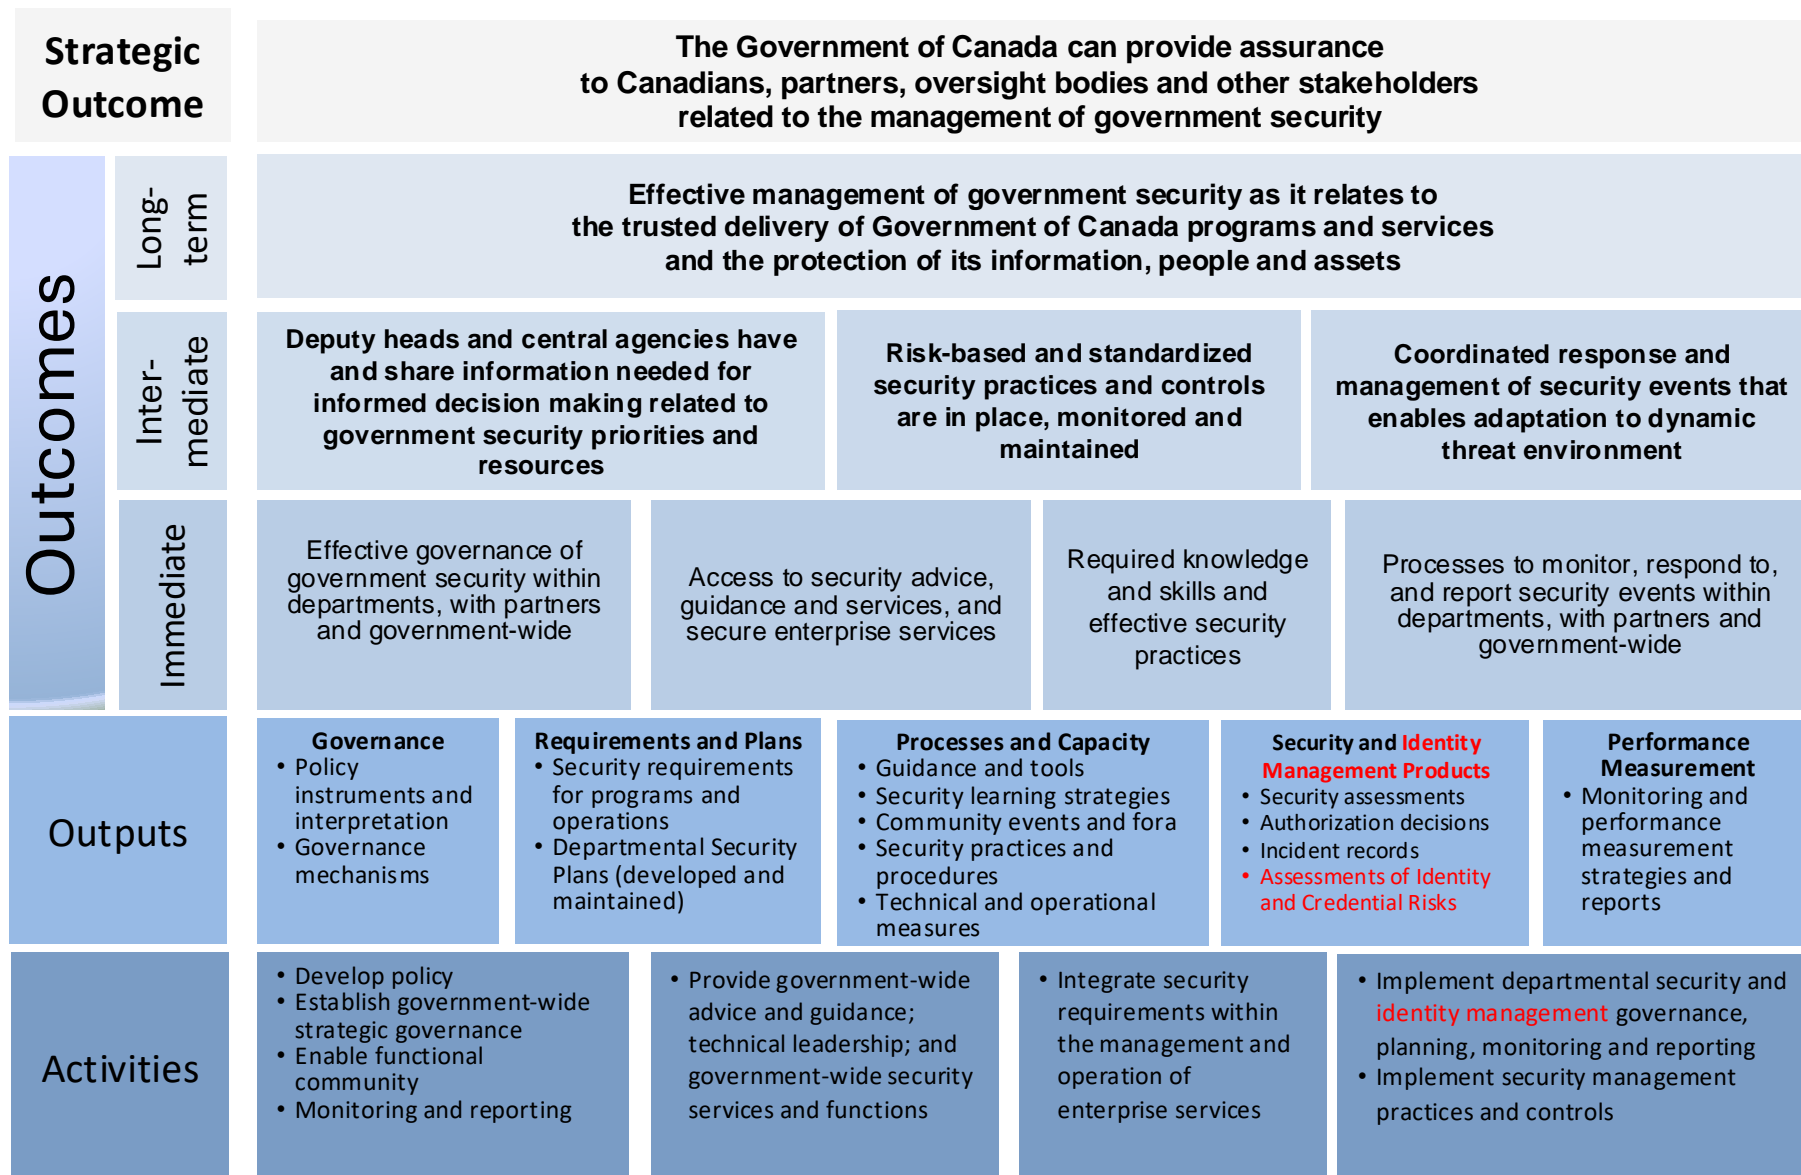 Strategic
Outcome
The Government of Canada can provide assurance
to Canadians, partners, oversight bodies and other stakeholders
related to the management of government security
Outcomes
Long-
term
Effective management of government security as it relates to
the trusted delivery of Government of Canada programs and services
and the protection of its information, people and assets
Inter-
mediate
Deputy heads and central agencies have
and share information needed for
informed decision making related to
government security priorities and
resources
Risk-based and standardized
security practices and controls
are in place, monitored and
maintained
Coordinated response and
management of security events that
enables adaptation to dynamic
threat environment
Immediate
Effective governance of
government security within
departments, with partners
and government-wide
Access to security advice,
guidance and services, and
secure enterprise services
Required knowledge
and skills and
effective security
practices
Processes to monitor, respond to,
and report security events within
departments, with partners and
government-wide
Outputs
Governance
• Policy
instruments and
interpretation
• Governance
mechanisms
Requirements and Plans
• Security requirements
for programs and
operations
• Departmental Security
Plans (developed and
maintained)
Processes and Capacity
• Guidance and tools
• Security learning strategies
• Community events and fora
• Security practices and
procedures
• Technical and operational
measures
Security and Identity
Management Products
• Security assessments
• Authorization decisions
• Incident records
• Assessments of Identity
and Credential Risks
Performance
Measurement
• Monitoring and
performance
measurement
strategies and
reports
Activities
• Develop policy
• Establish government-wide
strategic governance
• Enable functional
community
• Monitoring and reporting
• Provide government-wide
advice and guidance;
technical leadership; and
government-wide security
services and functions
• Integrate security
requirements within
the management and
operation of
enterprise services
• Implement departmental security and
identity management governance,
planning, monitoring and reporting
• Implement security management
practices and controls